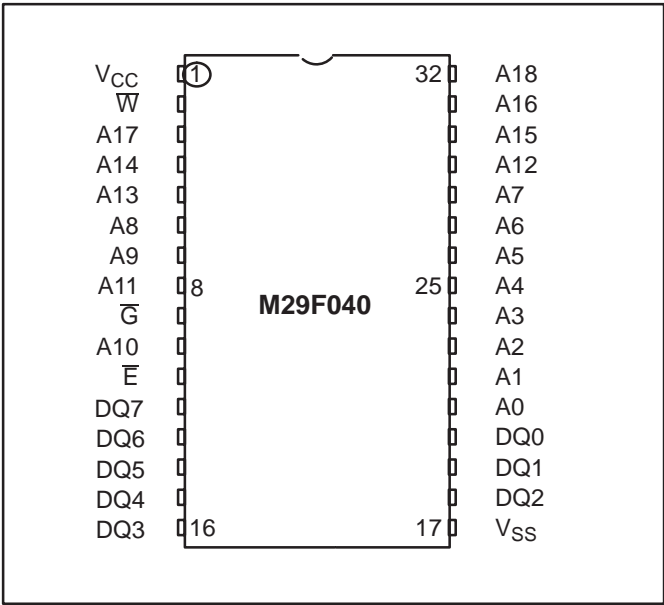 VCC 1 32 A18
W̅ A16
A17 A15
A14 A12
A13 A7
A8 A6
A9 A5
A11 8 M29F040 25 A4
G̅ A3
A10 A2
E̅ A1
DQ7 A0
DQ6 DQ0
DQ5 DQ1
DQ4 DQ2
DQ3 16 17 VSS